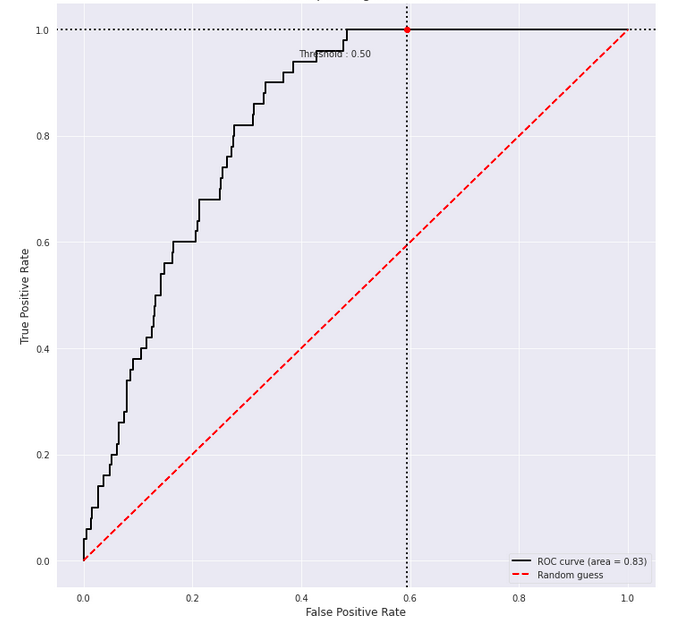 1.0
Threshold : 0.50
0.8
0.6
0.4
0.2
0.0
True Positive Rate
ROC curve (area = 0.83)
Random guess
0.0 0.2 0.4 0.6 0.8 1.0
False Positive Rate